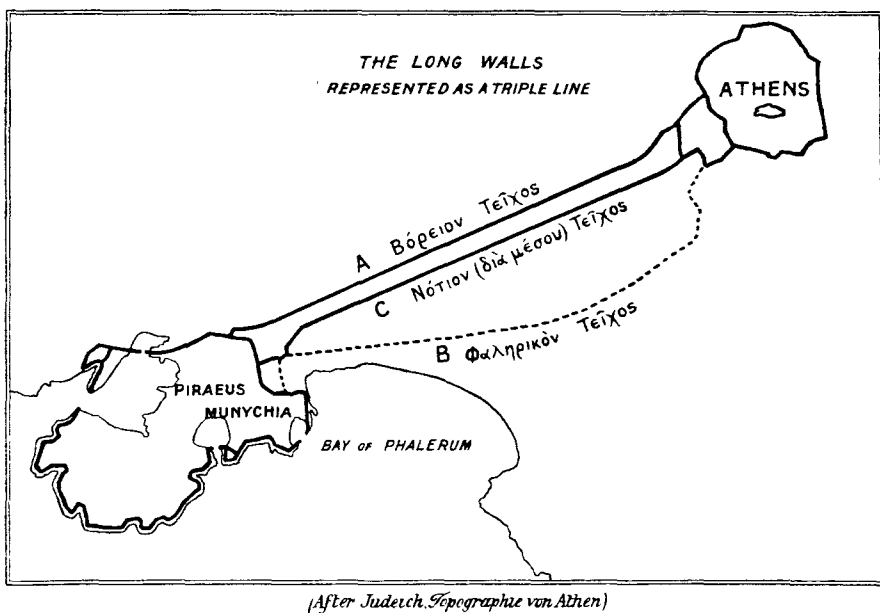 THE LONG WALLS
REPRESENTED AS A TRIPLE LINE
ATHENS
A Βόρειον Τεῖχος
C Νότιον (διὰ μέσου) Τεῖχος
B Φαληρικὸν Τεῖχος
PIRAEUS
MUNYCHIA
BAY OF PHALERUM
(After Judeich, Topographie von Athen)